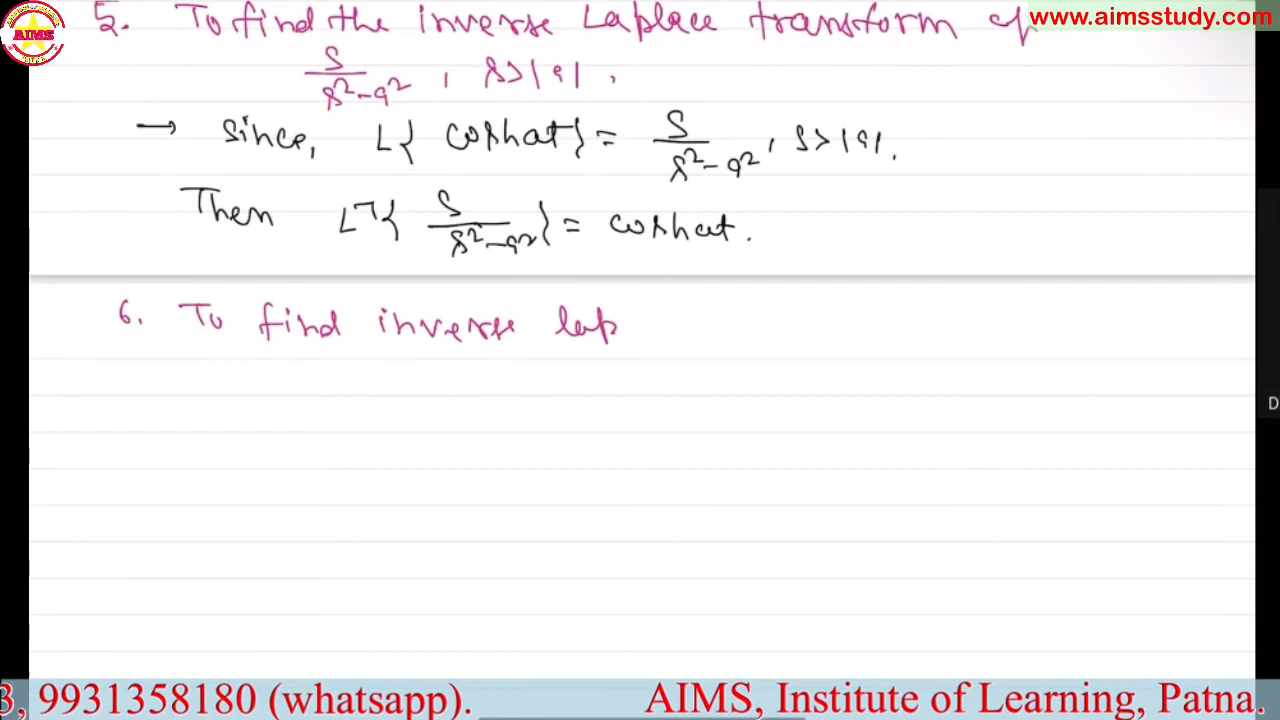 www.aimsstudy.com
AIMS
5. To find the inverse Laplace transform of
s/(s²-a²), s>|a|.
→ Since, L{coshat} = s/(s²-a²), s>|a|.
Then L⁻¹{s/(s²-a²)} = coshat.
6. To find inverse lap
D
3, 9931358180 (whatsapp). AIMS, Institute of Learning, Patna.